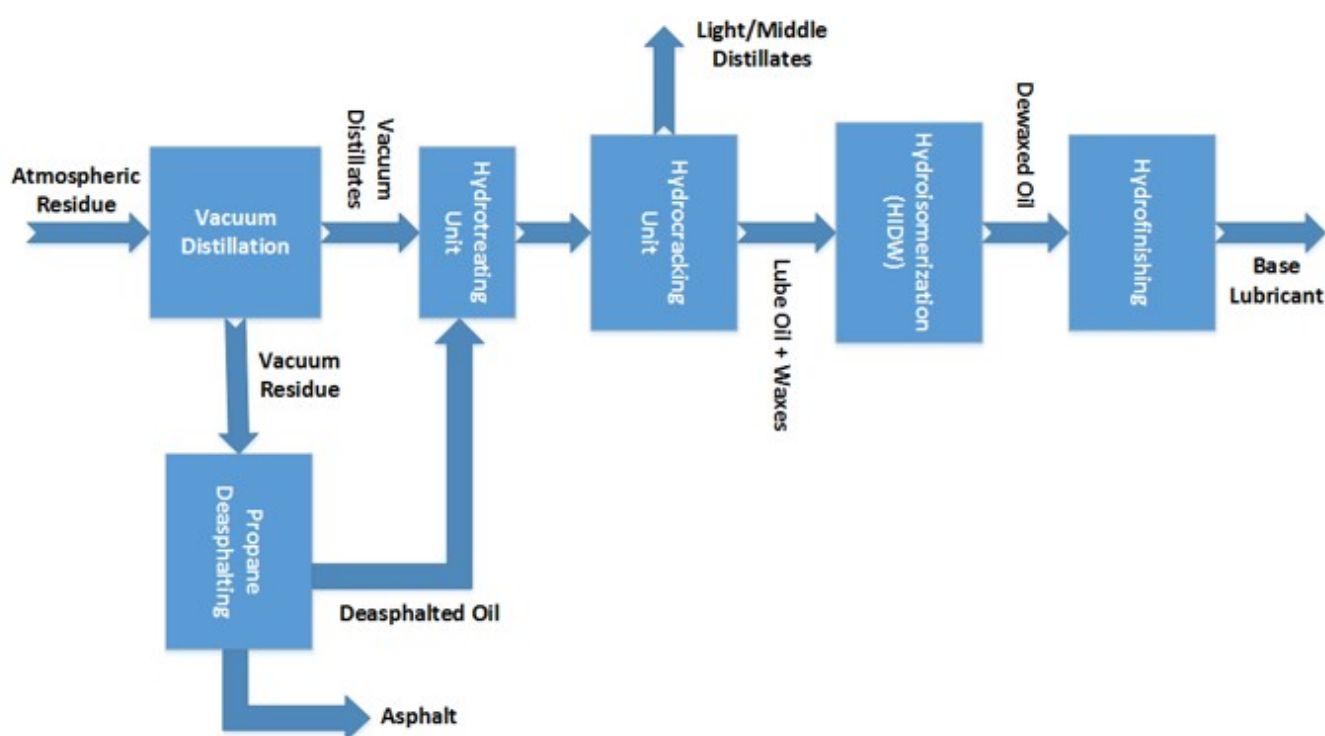 Light/Middle
Distillates
Atmospheric
Residue
Vacuum
Distillation
Vacuum
Distillates
Hydrotreating
Unit
Hydrocracking
Unit
Lube Oil + Waxes
Hydroisomerization
(HIDW)
Dewaxed Oil
Hydrofinishing
Base
Lubricant
Vacuum
Residue
Propane
Deasphalting
Deasphalted Oil
Asphalt